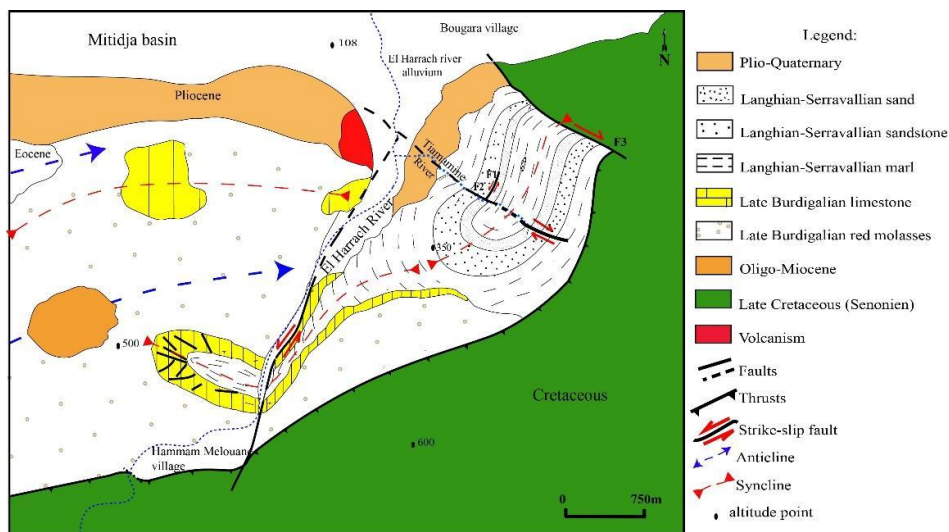 Mitidja basin
108
Bougara village
El Harrach river
alluvium
N
Pliocene
Eocene
Tiamimine
River
F1
F2
F3
El Harrach River
350
500
Hammam Melouane
village
600
Cretaceous
0
750m
Legend:
Plio-Quaternary
Langhian-Serravallian sand
Langhian-Serravallian sandstone
Langhian-Serravallian marl
Late Burdigalian limestone
Late Burdigalian red molasses
Oligo-Miocene
Late Cretaceous (Senonien)
Volcanism
Faults
Thrusts
Strike-slip fault
Anticline
Syncline
altitude point